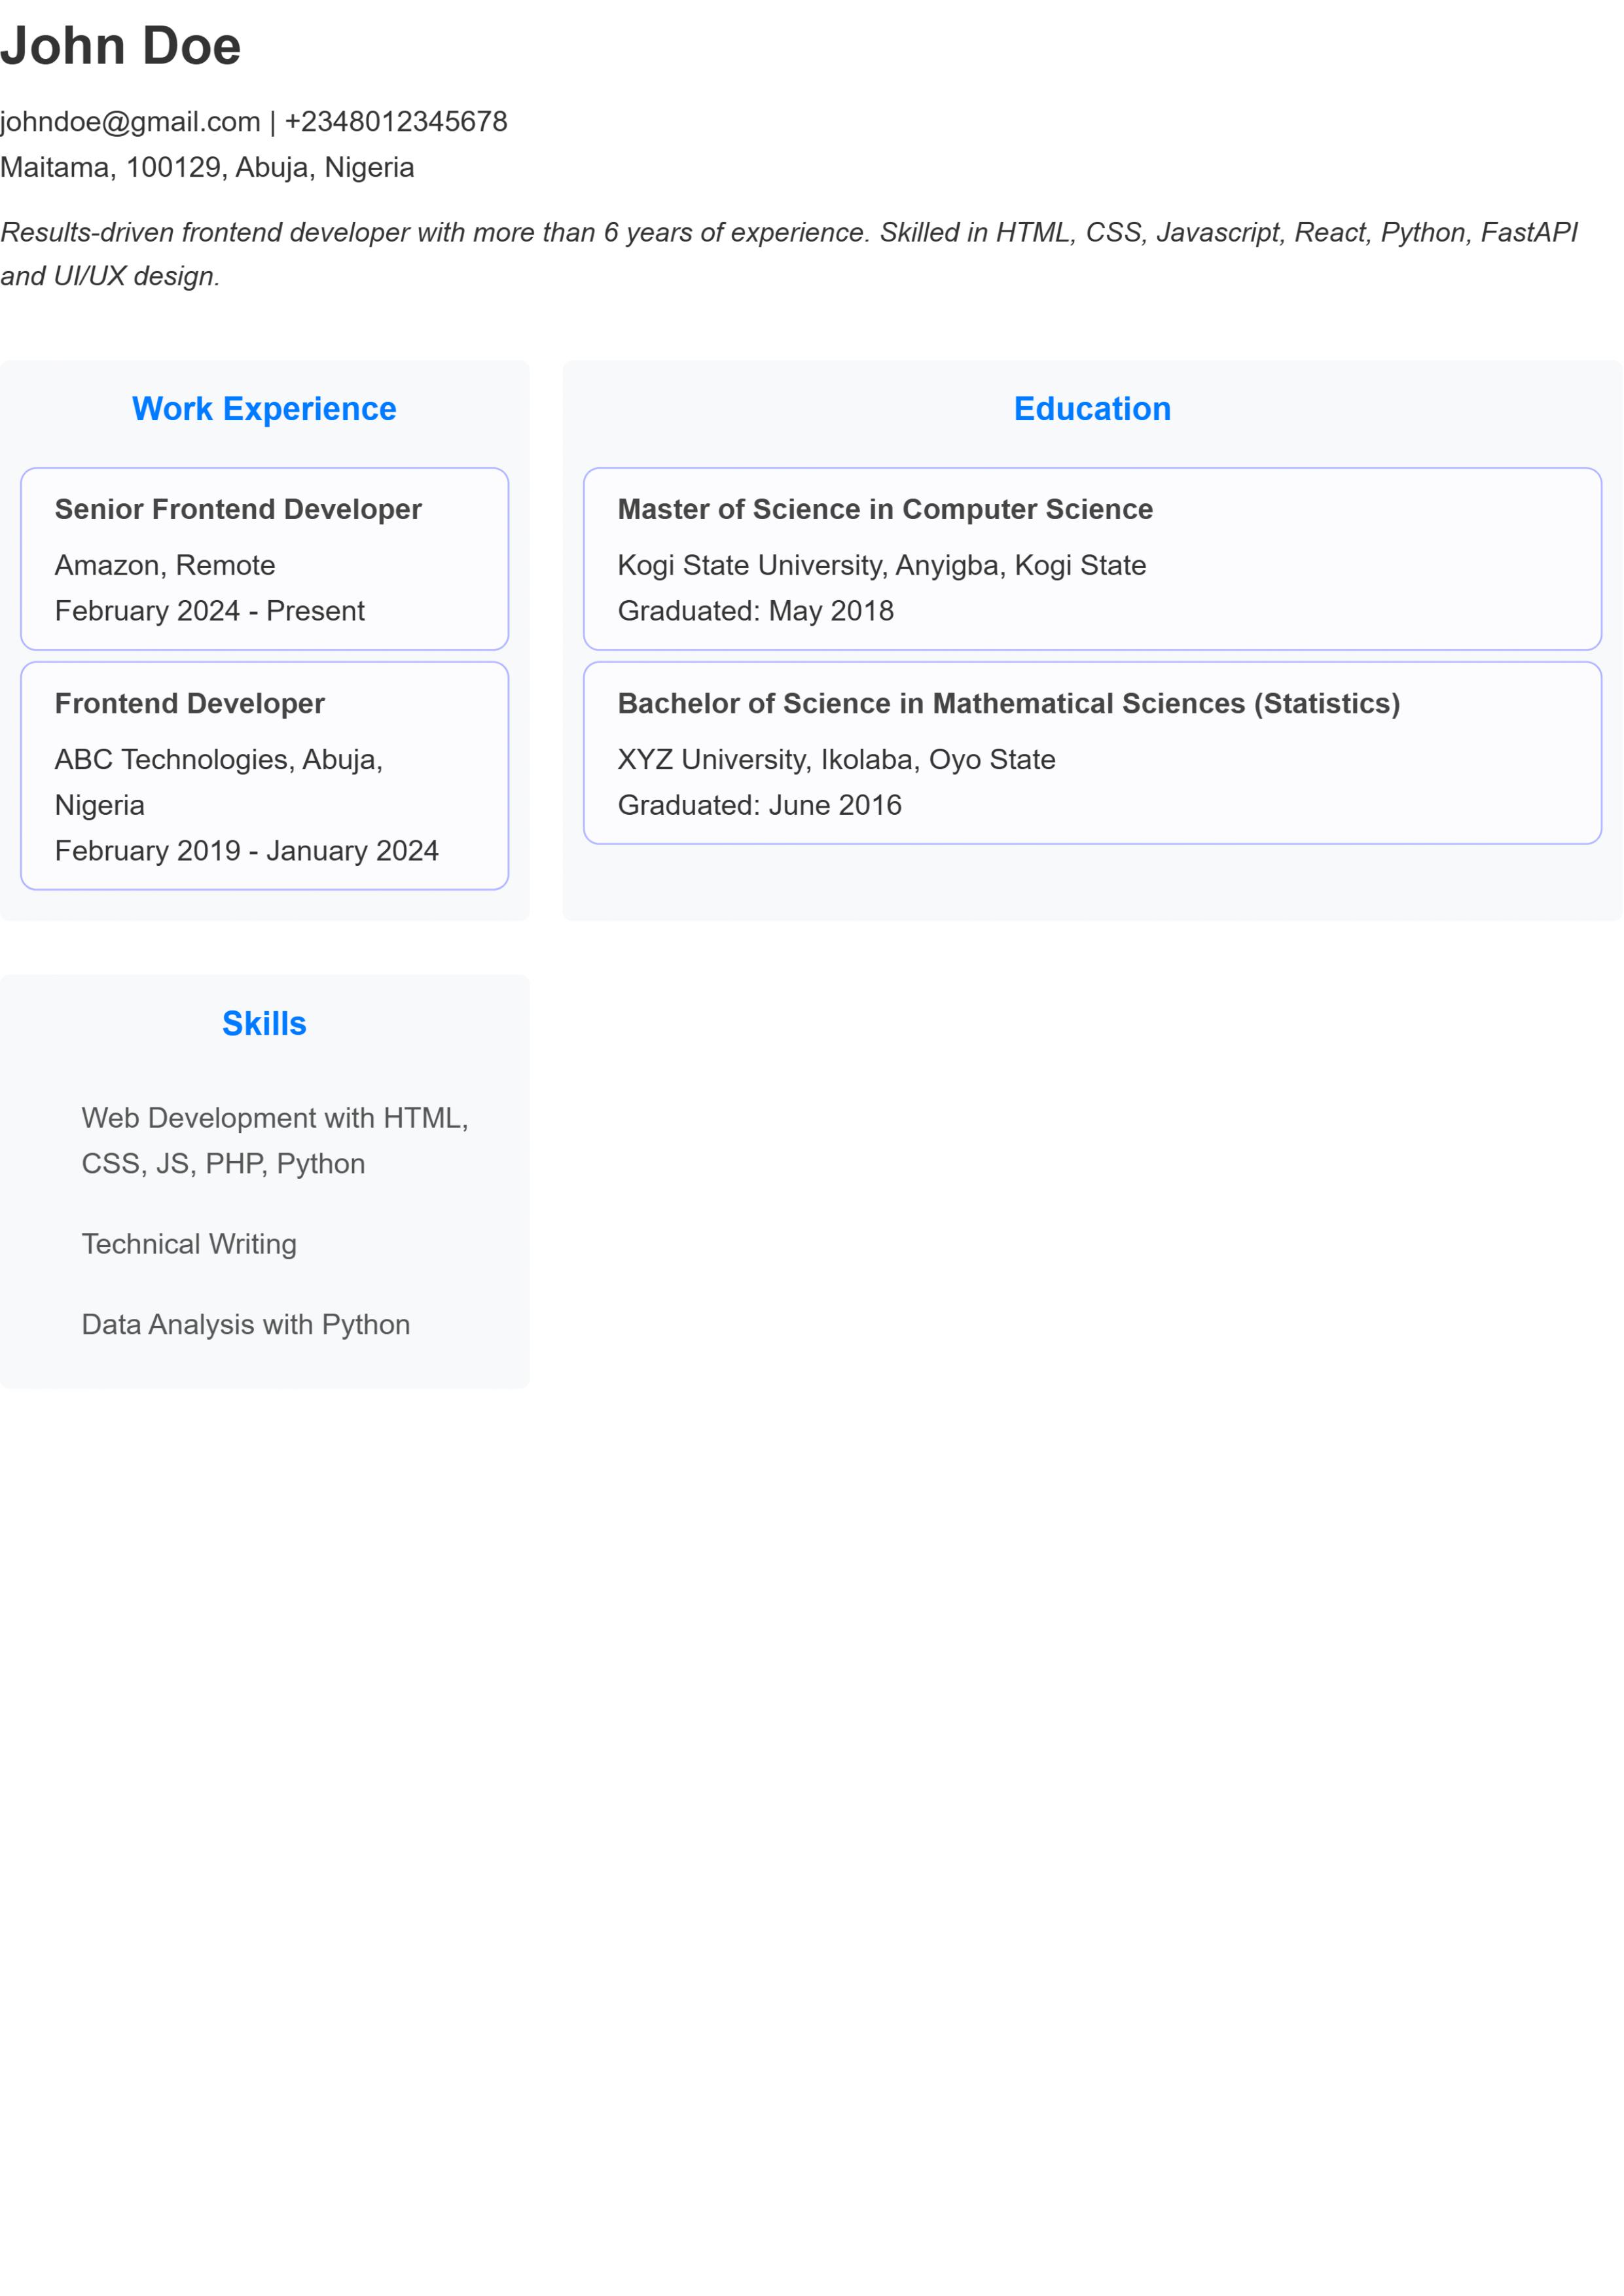 John Doe
johndoe@gmail.com | +2348012345678
Maitama, 100129, Abuja, Nigeria
Results-driven frontend developer with more than 6 years of experience. Skilled in HTML, CSS, Javascript, React, Python, FastAPI
and UI/UX design.
Work Experience
Senior Frontend Developer
Amazon, Remote
February 2024 - Present
Frontend Developer
ABC Technologies, Abuja,
Nigeria
February 2019 - January 2024
Education
Master of Science in Computer Science
Kogi State University, Anyigba, Kogi State
Graduated: May 2018
Bachelor of Science in Mathematical Sciences (Statistics)
XYZ University, Ikolaba, Oyo State
Graduated: June 2016
Skills
Web Development with HTML,
CSS, JS, PHP, Python
Technical Writing
Data Analysis with Python